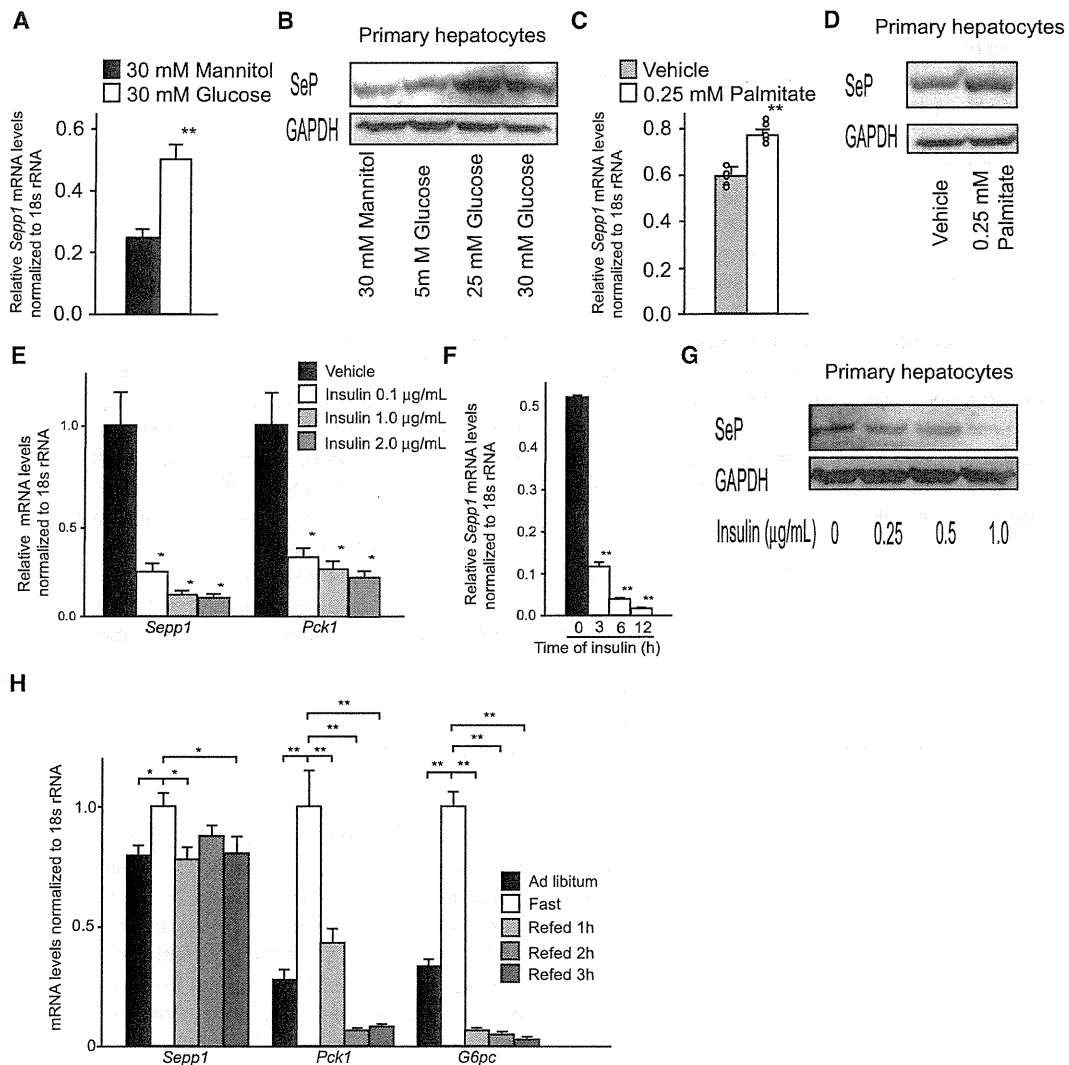 A
30 mM Mannitol
30 mM Glucose
Relative Sepp1 mRNA levels
normalized to 18s rRNA
0.6
0.4
0.2
0.0
**
B
Primary hepatocytes
SeP
GAPDH
30 mM Mannitol
5m M Glucose
25 mM Glucose
30 mM Glucose
C
Vehicle
0.25 mM Palmitate
Relative Sepp1 mRNA levels
normalized to 18s rRNA
0.8
0.6
0.4
0.2
0.0
**
D
Primary hepatocytes
SeP
GAPDH
Vehicle
0.25 mM
Palmitate
E
Vehicle
Insulin 0.1 µg/mL
Insulin 1.0 µg/mL
Insulin 2.0 µg/mL
Relative mRNA levels
normalized to 18s rRNA
1.0
0.5
0.0
* * *
* * *
Sepp1
Pck1
F
Relative Sepp1 mRNA levels
normalized to 18s rRNA
0.5
0.4
0.3
0.2
0.1
0.0
** ** **
0 3 6 12
Time of insulin (h)
G
Primary hepatocytes
SeP
GAPDH
Insulin (µg/mL) 0 0.25 0.5 1.0
H
mRNA levels normalized to 18s rRNA
1.0
0.5
0
*
* *
**
**
** **
**
**
** **
Ad libitum
Fast
Refed 1h
Refed 2h
Refed 3h
Sepp1
Pck1
G6pc